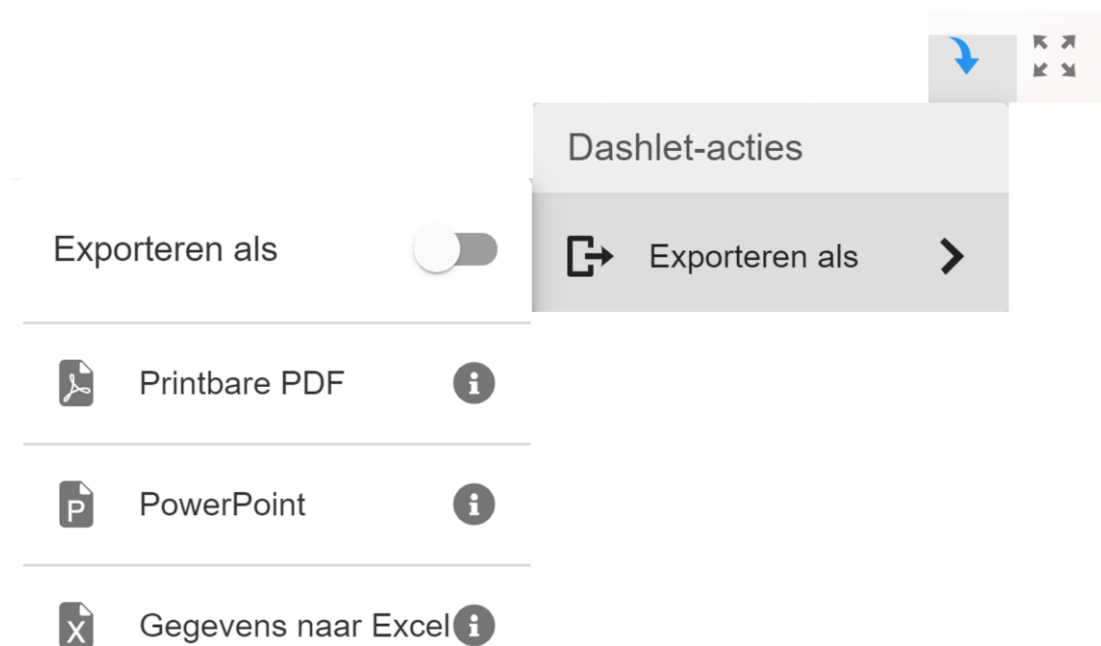 Dashlet-acties
Exporteren als
Exporteren als
Printbare PDF
PowerPoint
Gegevens naar Excel